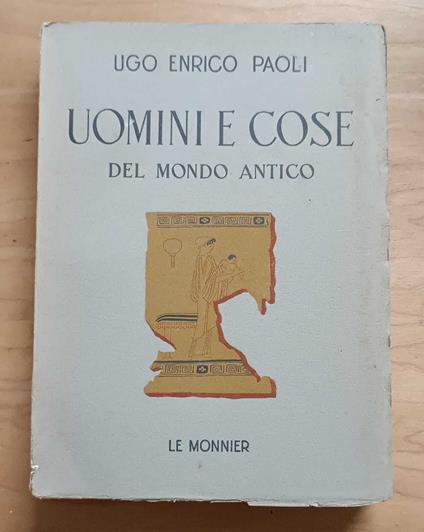 UGO ENRICO PAOLI
UOMINI E COSE
DEL MONDO ANTICO
LE MONNIER